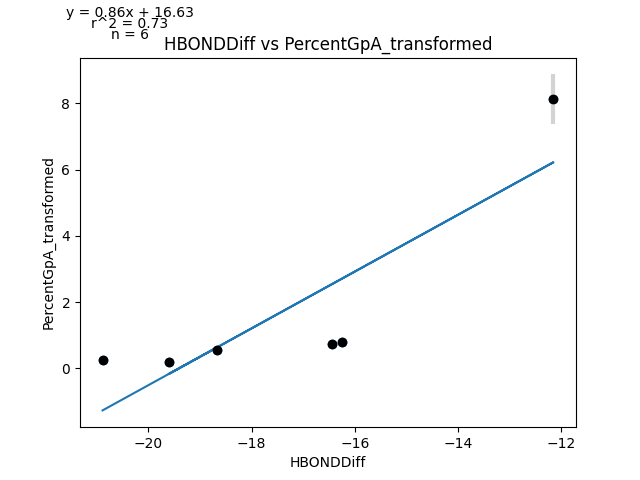 y = 0.86x + 16.63
r^2 = 0.73
n = 6
HBONDDiff vs PercentGpA_transformed
PercentGpA_transformed
8
6
4
2
0
−20
−18
−16
−14
−12
HBONDDiff